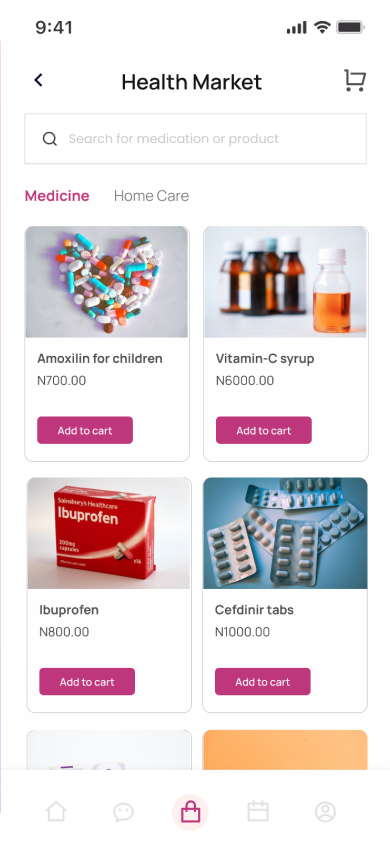 9:41
Health Market
Search for medication or product
Medicine Home Care
Amoxilin for children
N700.00
Add to cart
Vitamin-C syrup
N6000.00
Add to cart
Sainsbury's Healthcare
Ibuprofen
200mg
capsules
x16
Ibuprofen
N800.00
Add to cart
Cefdinir tabs
N1000.00
Add to cart